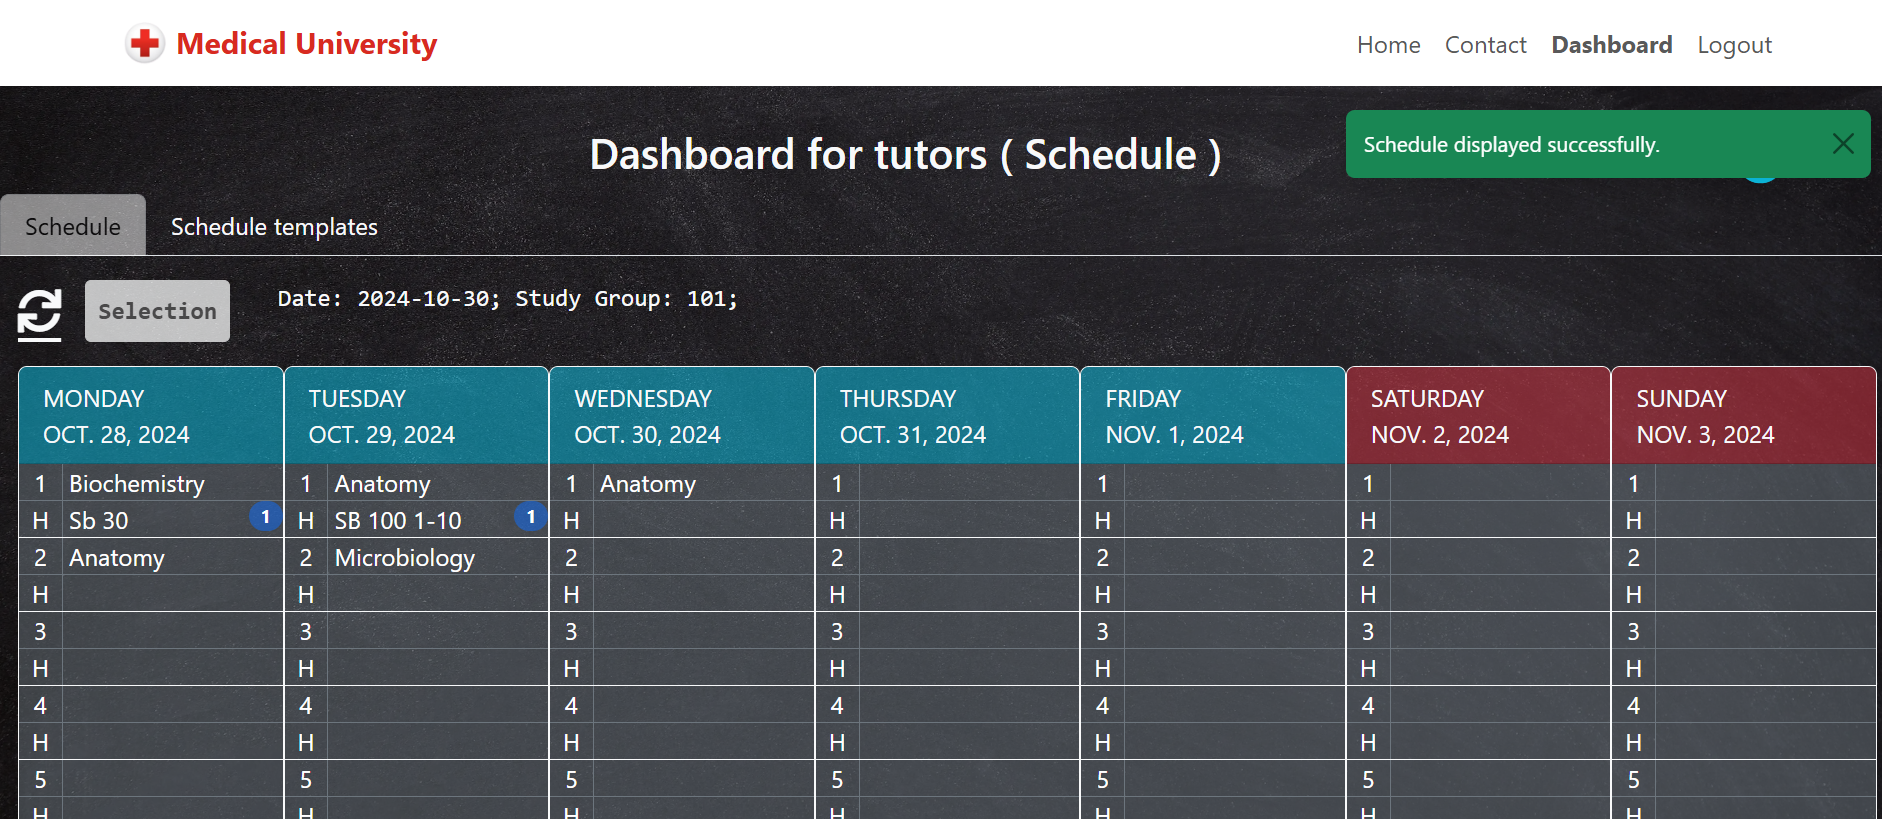 Medical University
Home Contact Dashboard Logout
Dashboard for tutors ( Schedule )
Schedule displayed successfully.
Schedule Schedule templates
Selection
Date: 2024-10-30; Study Group: 101;
MONDAY TUESDAY WEDNESDAY THURSDAY FRIDAY SATURDAY SUNDAY
OCT. 28, 2024 OCT. 29, 2024 OCT. 30, 2024 OCT. 31, 2024 NOV. 1, 2024 NOV. 2, 2024 NOV. 3, 2024
1 Biochemistry 1 Anatomy 1 Anatomy 1 1 1 1
H Sb 30 1 H SB 100 1-10 1 H H H H H
2 Anatomy 2 Microbiology 2 2 2 2 2
H H H H H H H
3 3 3 3 3 3 3
H H H H H H H
4 4 4 4 4 4 4
H H H H H H H
5 5 5 5 5 5 5
H H H H H H H